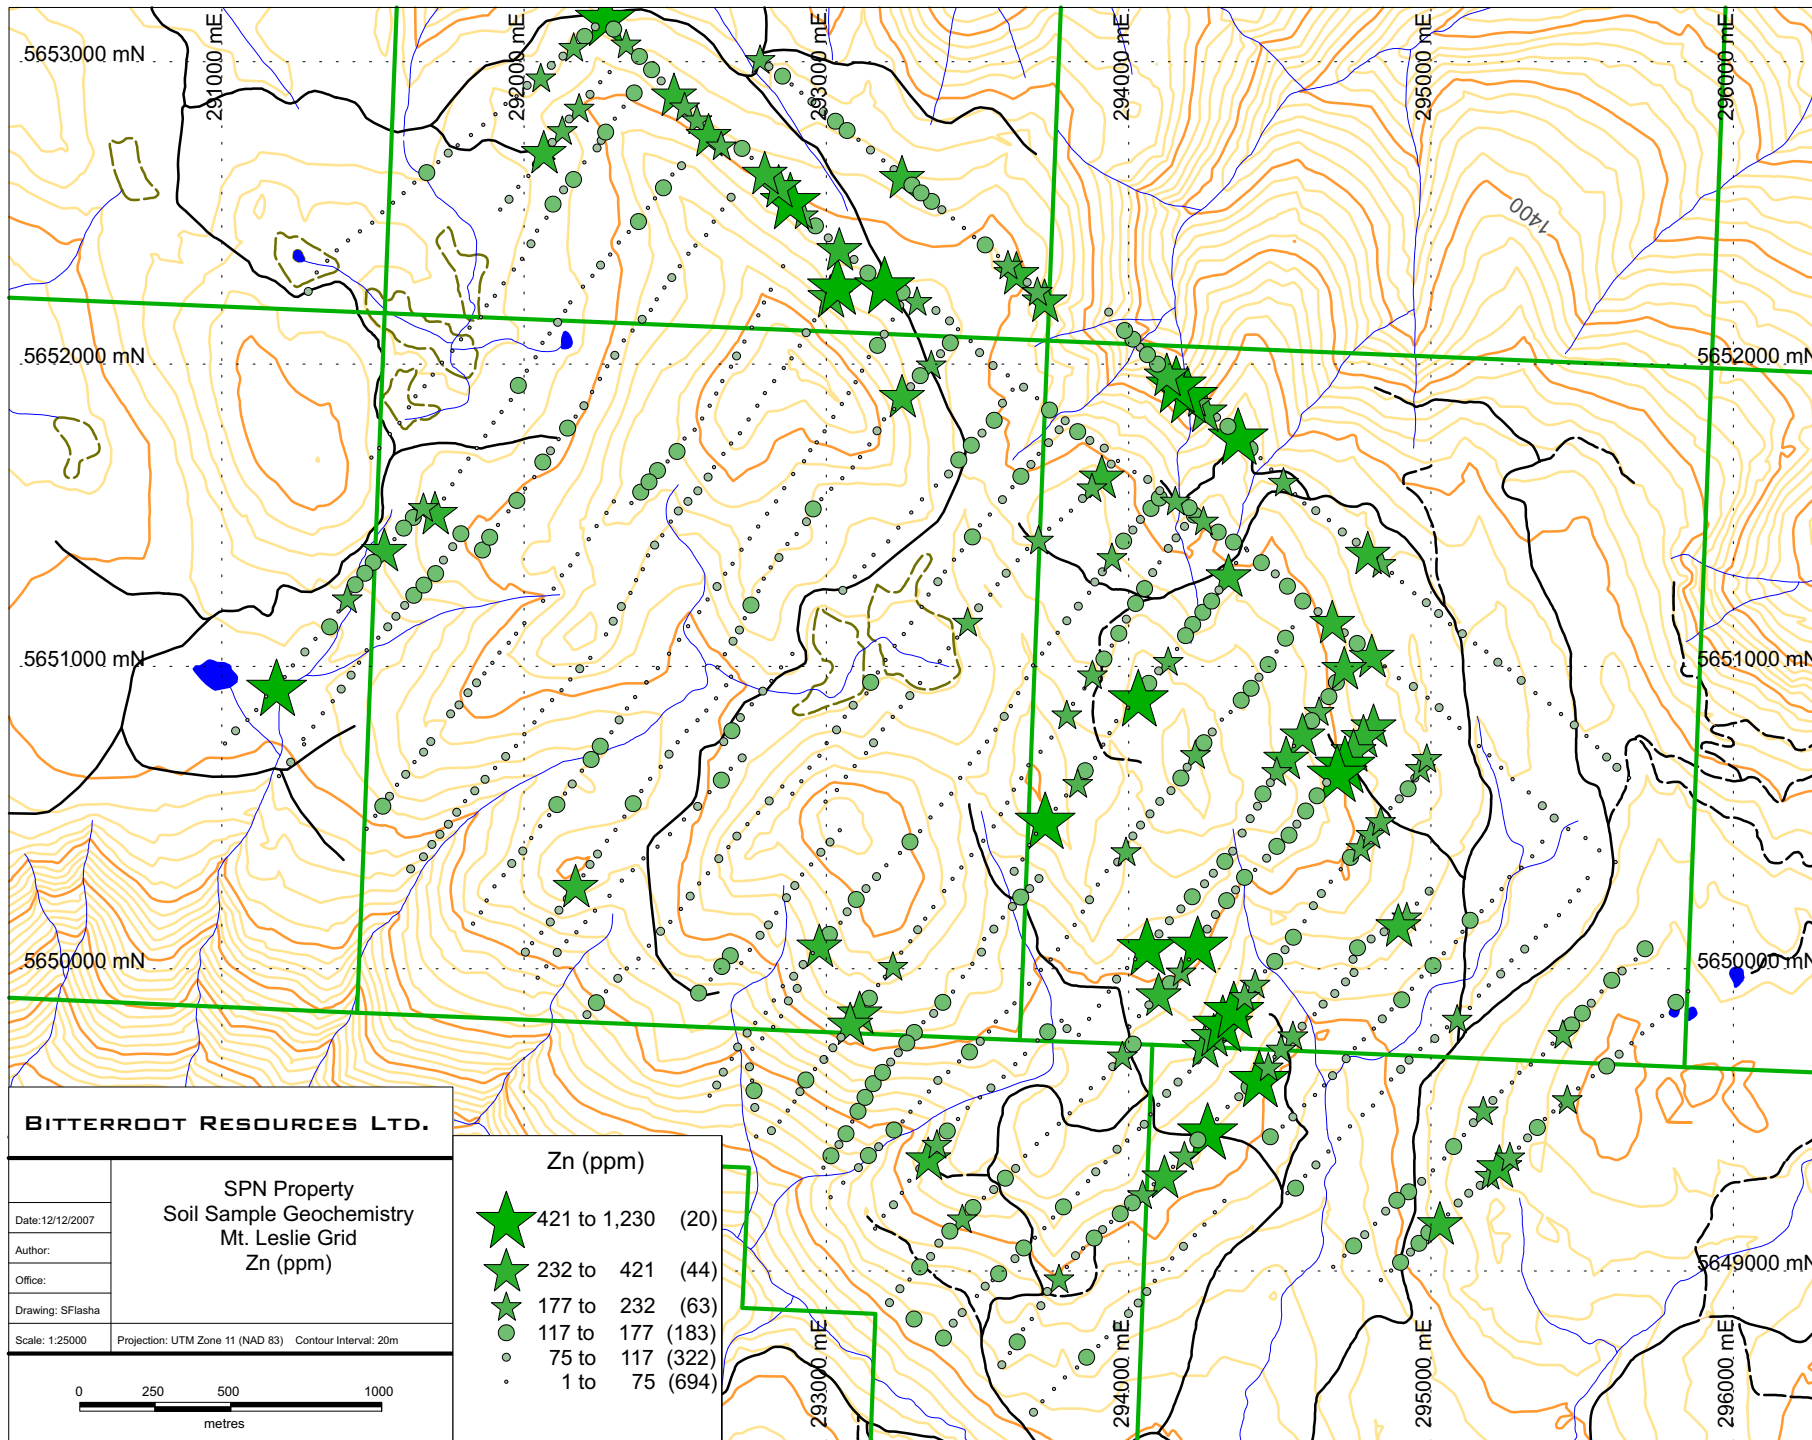 291000 mE
292000 mE
293000 mE
294000 mE
295000 mE
296000 mE
5653000 mN
1400
5652000 mN
5652000 mN
5651000 mN
5651000 mN
5650000 mN
5650000 mN
5649000 mN
293000 mE
294000 mE
295000 mE
296000 mE
BITTERROOT RESOURCES LTD.
SPN Property
Soil Sample Geochemistry
Mt. Leslie Grid
Zn (ppm)
Date:12/12/2007
Author:
Office:
Drawing: SFlasha
Scale: 1:25000 Projection: UTM Zone 11 (NAD 83) Contour Interval: 20m
0 250 500 1000
metres
Zn (ppm)
421 to 1,230 (20)
232 to 421 (44)
177 to 232 (63)
117 to 177 (183)
75 to 117 (322)
1 to 75 (694)